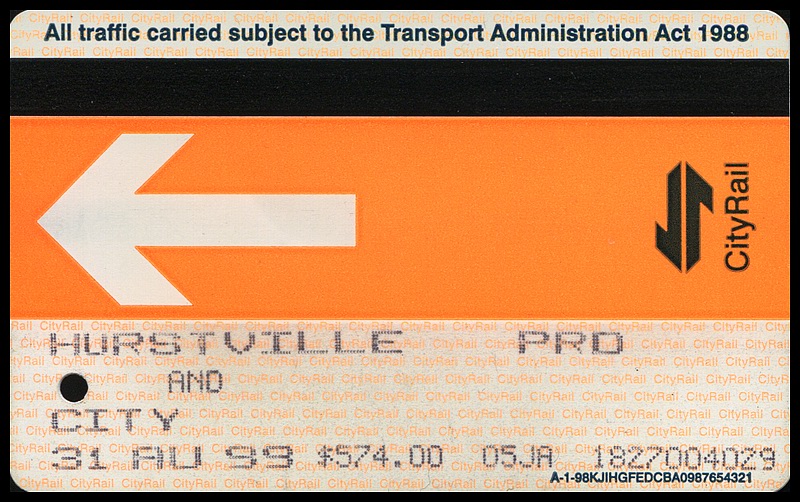 All traffic carried subject to the Transport Administration Act 1988
CityRail
HURSTVILLE PRO
AND
CITY
31 AU 99 $574.00 05JA 1827004029
A-1-98KJIHGFEDCBA0987654321